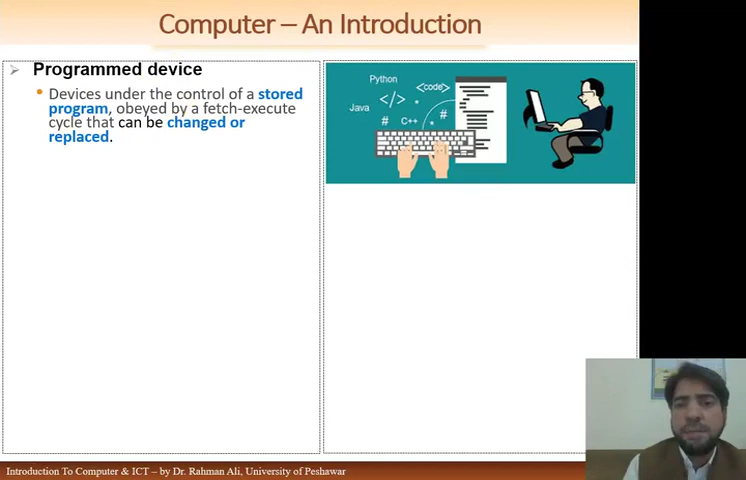 Computer – An Introduction
Programmed device
Devices under the control of a stored
program, obeyed by a fetch-execute
cycle that can be changed or
replaced.
Python
<code>
</>
Java
#
C++
#
Introduction To Computer & ICT – by Dr. Rahman Ali, University of Peshawar